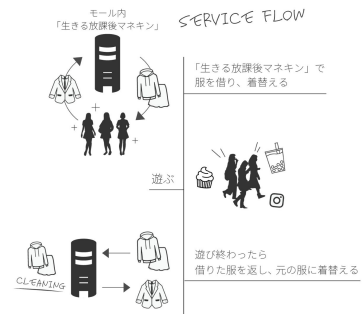 モール内
「生きる放課後マネキン」
SERVICE FLOW
「生きる放課後マネキン」で
服を借り、着替える
遊ぶ
遊び終わったら
借りた服を返し、元の服に着替える
CLEANING